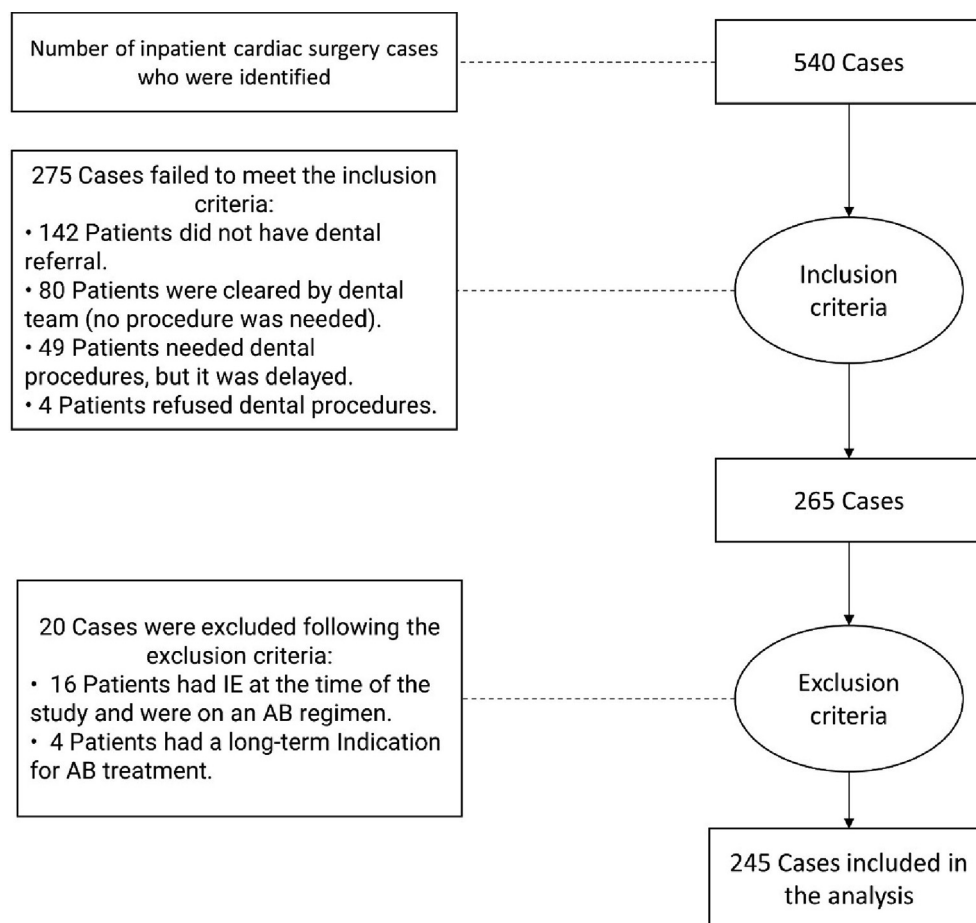 Number of inpatient cardiac surgery cases
who were identified
540 Cases
275 Cases failed to meet the inclusion
criteria:
• 142 Patients did not have dental
referral.
• 80 Patients were cleared by dental
team (no procedure was needed).
• 49 Patients needed dental
procedures, but it was delayed.
• 4 Patients refused dental procedures.
Inclusion
criteria
265 Cases
20 Cases were excluded following the
exclusion criteria:
• 16 Patients had IE at the time of the
study and were on an AB regimen.
• 4 Patients had a long-term Indication
for AB treatment.
Exclusion
criteria
245 Cases included in
the analysis